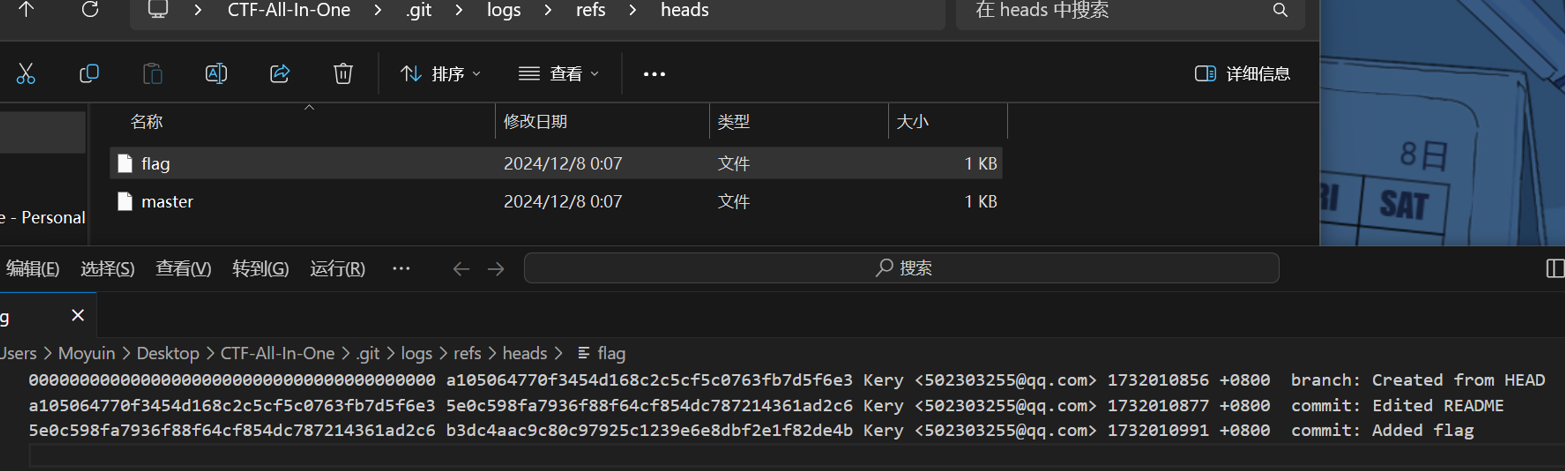 CTF-All-In-One > .git > logs > refs > heads
在 heads 中搜索
排序
查看
详细信息
名称 修改日期 类型 大小
flag 2024/12/8 0:07 文件 1 KB
master 2024/12/8 0:07 文件 1 KB
e - Personal
8日
RI SAT
编辑(E) 选择(S) 查看(V) 转到(G) 运行(R) ···
搜索
g
Users > Moyuin > Desktop > CTF-All-In-One > .git > logs > refs > heads > flag
0000000000000000000000000000000000000000 a105064770f3454d168c2c5cf5c0763fb7d5f6e3 Kery <502303255@qq.com> 1732010856 +0800 branch: Created from HEAD
a105064770f3454d168c2c5cf5c0763fb7d5f6e3 5e0c598fa7936f88f64cf854dc787214361ad2c6 Kery <502303255@qq.com> 1732010877 +0800 commit: Edited README
5e0c598fa7936f88f64cf854dc787214361ad2c6 b3dc4aac9c80c97925c1239e6e8dbf2e1f82de4b Kery <502303255@qq.com> 1732010991 +0800 commit: Added flag